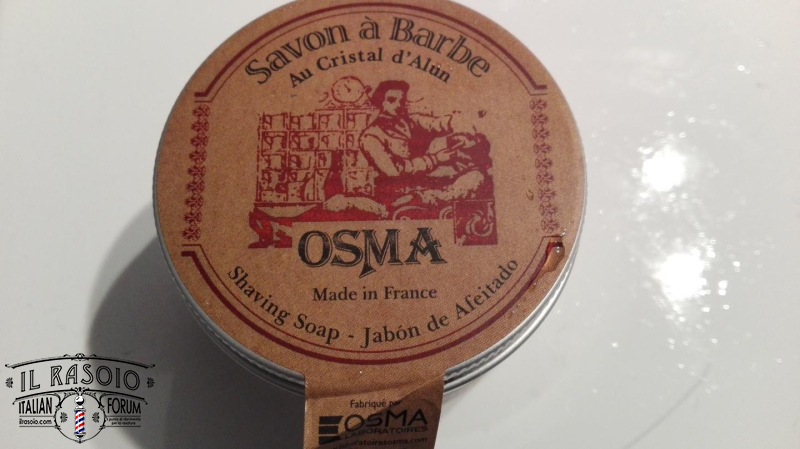 Savon à Barbe
Au Cristal d'Alun
OSMA
Made in France
Shaving Soap - Jabón de Afeitado
Fabriqué par
OSMA
LABORATOIRES
IL RASOIO
ITALIAN FORUM
ilrasoio.com